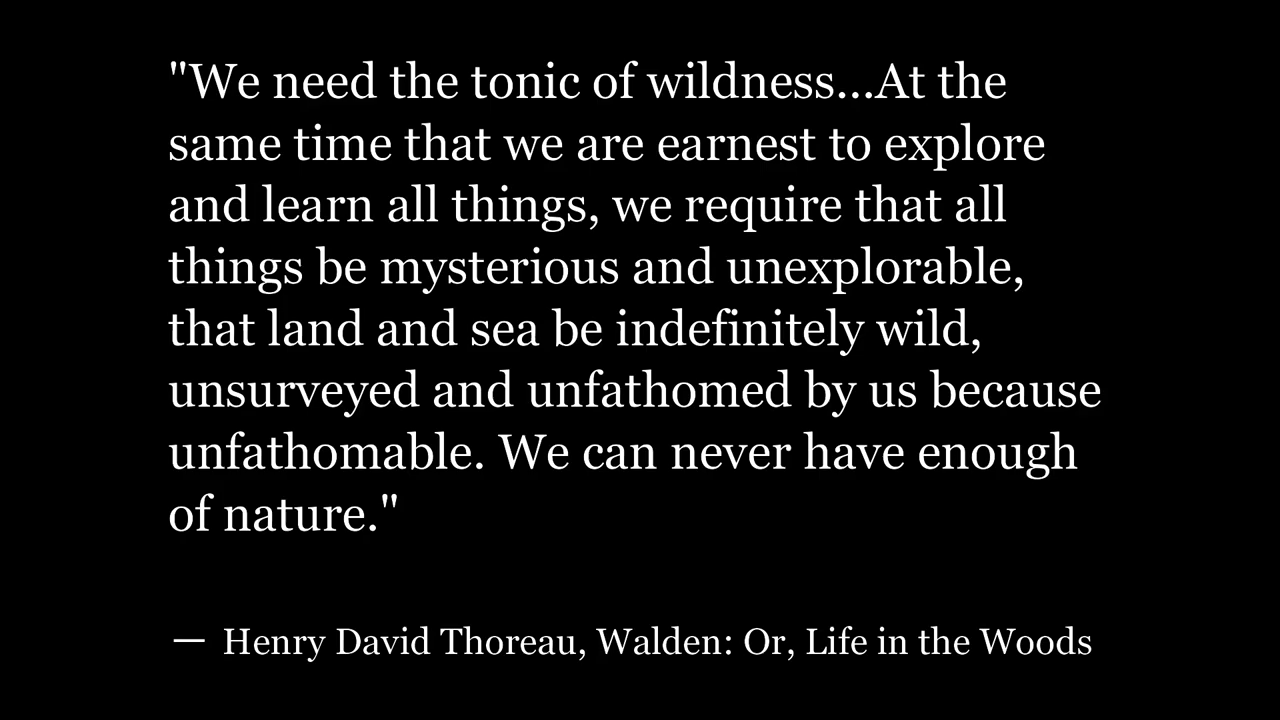 "We need the tonic of wildness...At the
same time that we are earnest to explore
and learn all things, we require that all
things be mysterious and unexplorable,
that land and sea be indefinitely wild,
unsurveyed and unfathomed by us because
unfathomable. We can never have enough
of nature."
— Henry David Thoreau, Walden: Or, Life in the Woods